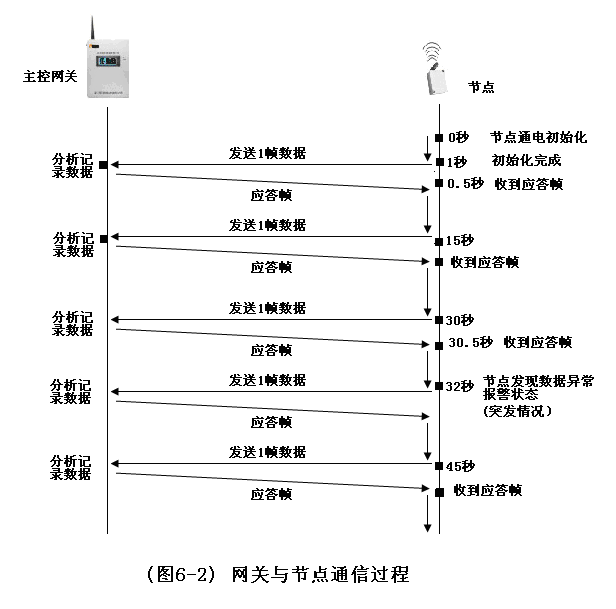 主控网关
节点
0秒 节点通电初始化
发送1帧数据
1秒 初始化完成
分析记
录数据
0.5秒 收到应答帧
应答帧
发送1帧数据
15秒
分析记
录数据
应答帧
收到应答帧
发送1帧数据
30秒
分析记
录数据
应答帧
30.5秒 收到应答帧
发送1帧数据
32秒 节点发现数据异常
报警状态
(突发情况)
分析记
录数据
应答帧
发送1帧数据
45秒
分析记
录数据
应答帧
收到应答帧
(图6-2) 网关与节点通信过程